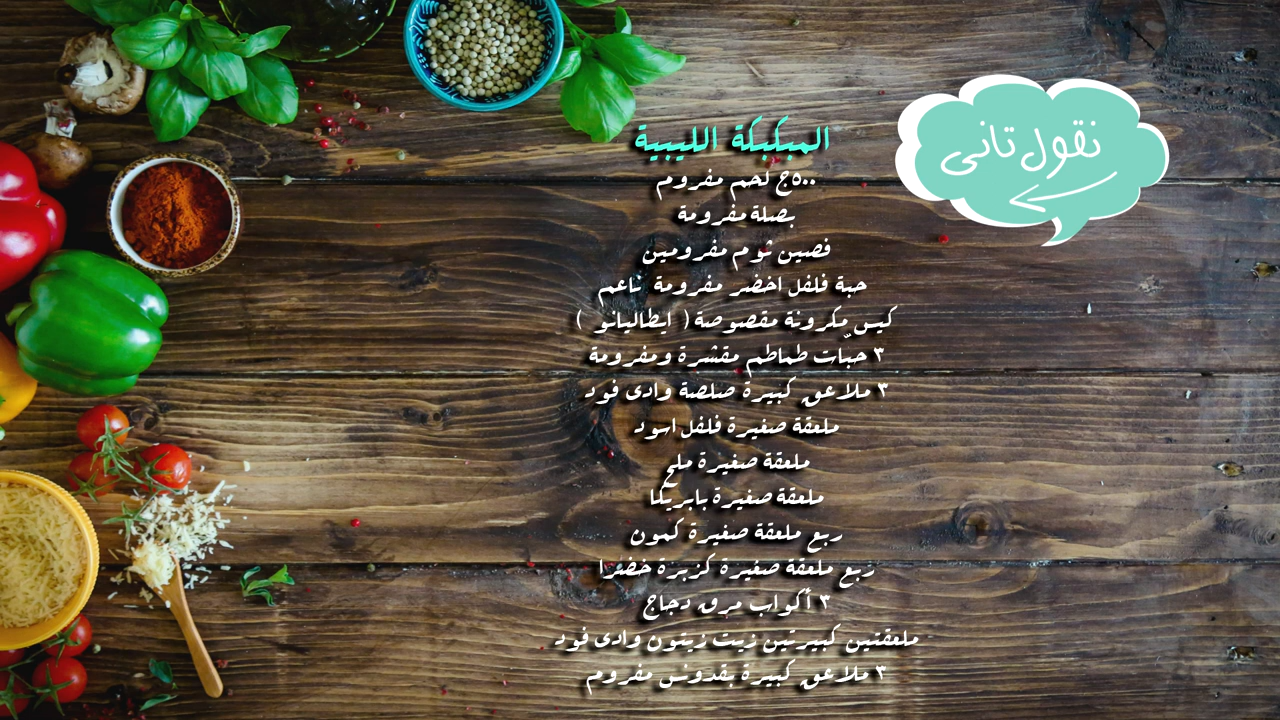 نقول تانى
المبكبكة الليبية
٥٠٠ج لحم مفروم
بصلة مفرومة
فصين ثوم مفرومين
حبة فلفل اخضر مفرومة ناعم
كيس مكرونة مقصوصة ( ايطاليانو )
٣ حبّات طماطم مقشرة ومفرومة
٣ ملاعق كبيرة صلصة وادى فود
ملعقة صغيرة فلفل اسود
ملعقة صغيرة ملح
ملعقة صغيرة بابريكا
ربع ملعقة صغيرة كمون
ربع ملعقة صغيرة كزبرة خضرا
٣ أكواب مرق دجاج
ملعقتين كبيرتين زيت زيتون وادى فود
٣ ملاعق كبيرة بقدونس مفروم